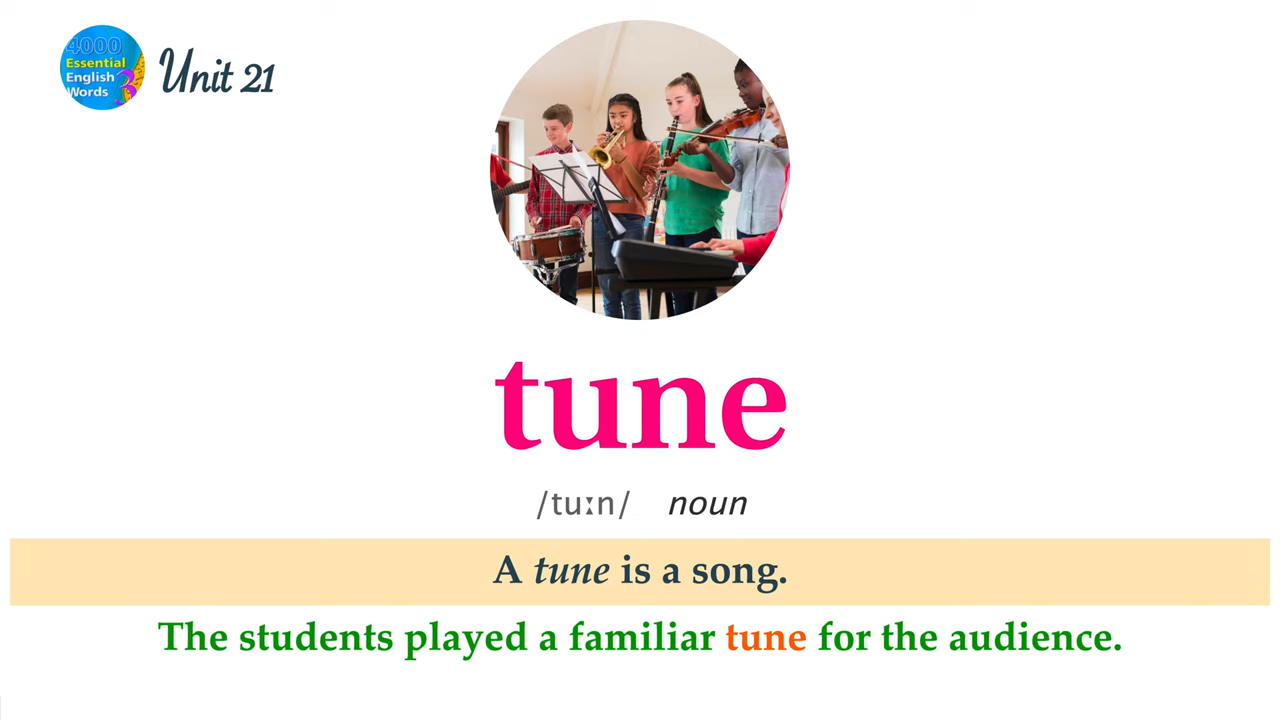 4000
Essential
English
Words 3
Unit 21
tune
/tuːn/ noun
A tune is a song.
The students played a familiar tune for the audience.